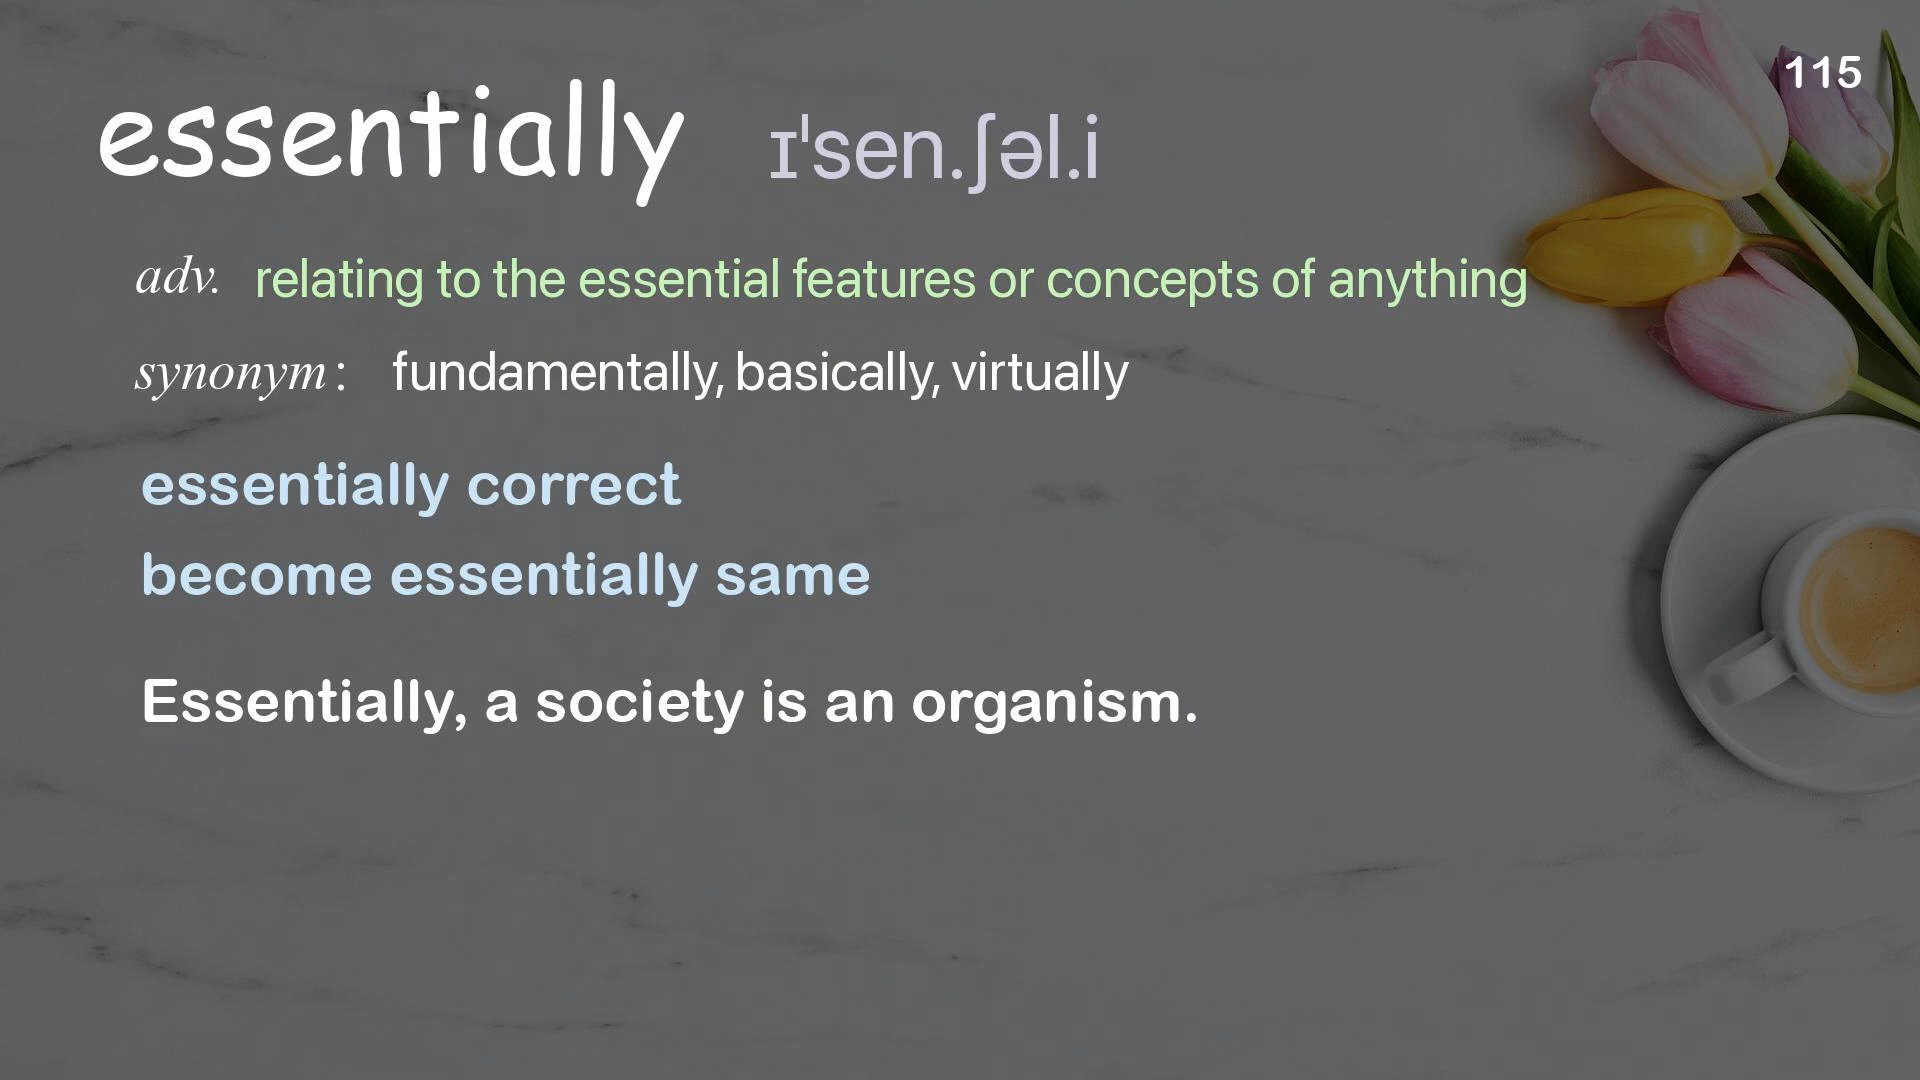 115
essentially ɪˈsen.ʃəl.i
adv. relating to the essential features or concepts of anything
synonym : fundamentally, basically, virtually
essentially correct
become essentially same
Essentially, a society is an organism.